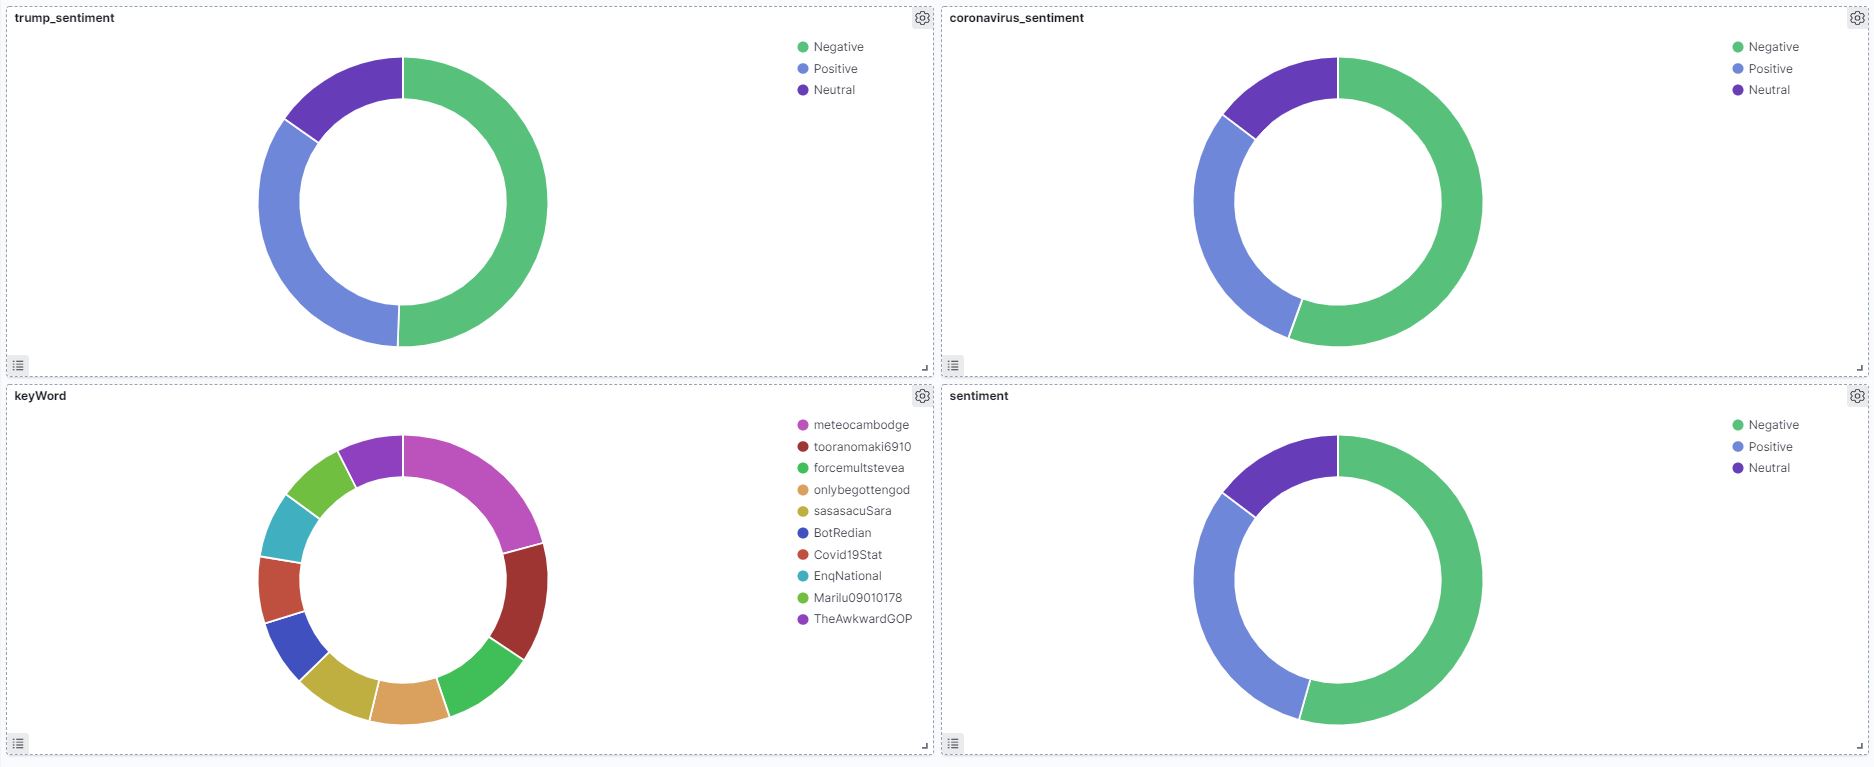 trump_sentiment
Negative
Positive
Neutral
coronavirus_sentiment
Negative
Positive
Neutral
keyWord
meteocambodge
tooranomaki6910
forcemultstevea
onlybegottengod
sasasacuSara
BotRedian
Covid19Stat
EnqNational
Marilu09010178
TheAwkwardGOP
sentiment
Negative
Positive
Neutral